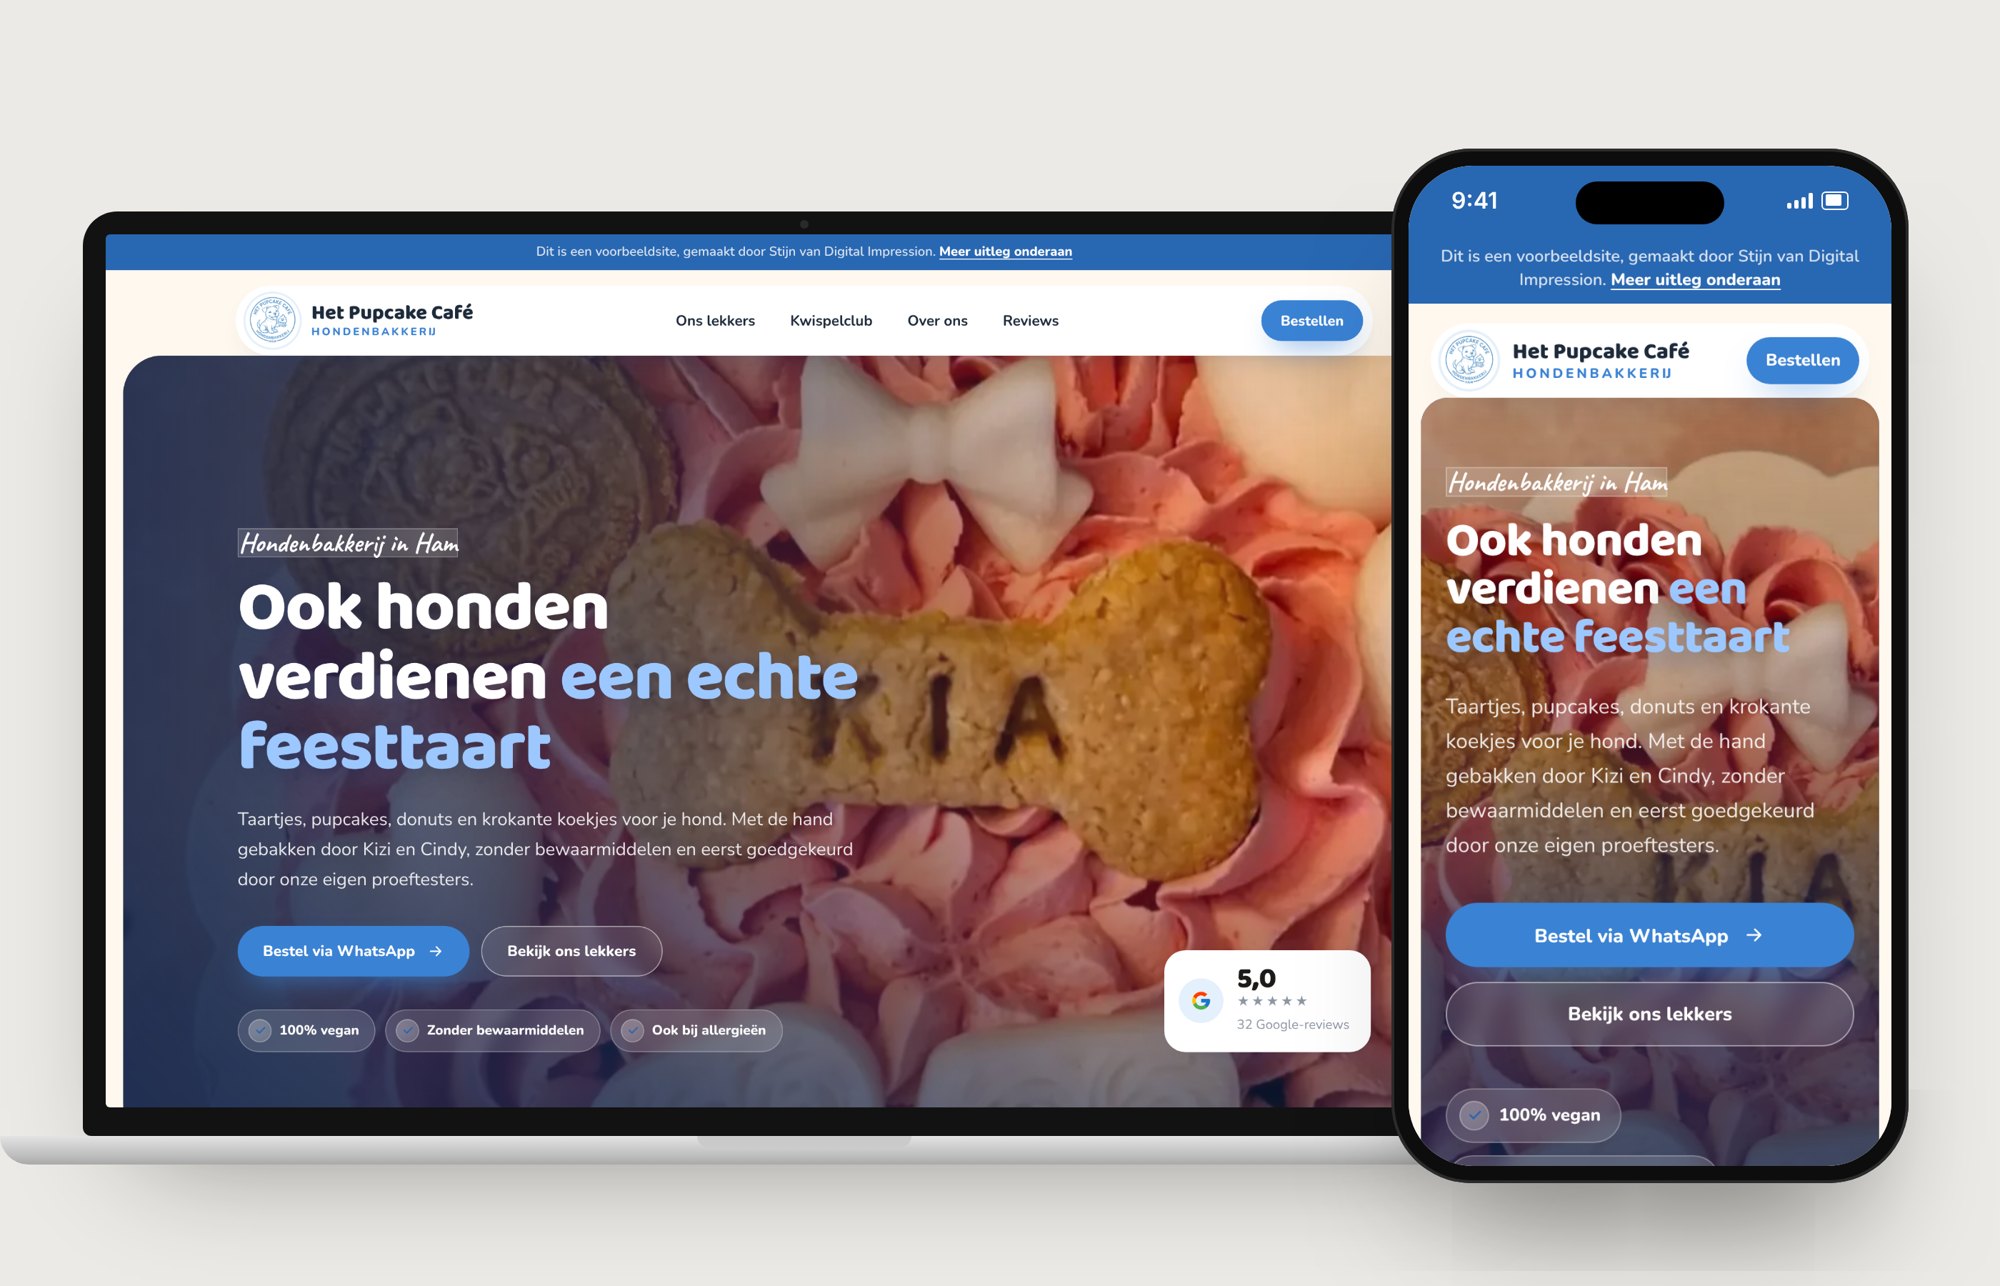 Dit is een voorbeeldsite, gemaakt door Stijn van Digital Impression. Meer uitleg onderaan
Het Pupcake Café
HONDENBAKKERIJ
Ons lekkers
Kwispelclub
Over ons
Reviews
Bestellen
Hondenbakkerij in Ham
Ook honden
verdienen een echte
feesttaart
KIA
Taartjes, pupcakes, donuts en krokante koekjes voor je hond. Met de hand
gebakken door Kizi en Cindy, zonder bewaarmiddelen en eerst goedgekeurd
door onze eigen proeftesters.
Bestel via WhatsApp →
Bekijk ons lekkers
100% vegan
Zonder bewaarmiddelen
Ook bij allergieën
5,0
★★★★★
32 Google-reviews
9:41
Dit is een voorbeeldsite, gemaakt door Stijn van Digital
Impression. Meer uitleg onderaan
HET PUPCAKE CAFÉ
Het Pupcake Café
HONDENBAKKERIJ
Bestellen
Hondenbakkerij in Ham
Ook honden
verdienen een
echte feesttaart
Taartjes, pupcakes, donuts en krokante
koekjes voor je hond. Met de hand
gebakken door Kizi en Cindy, zonder
bewaarmiddelen en eerst goedgekeurd
door onze eigen proeftesters.
KIA
Bestel via WhatsApp →
Bekijk ons lekkers
100% vegan